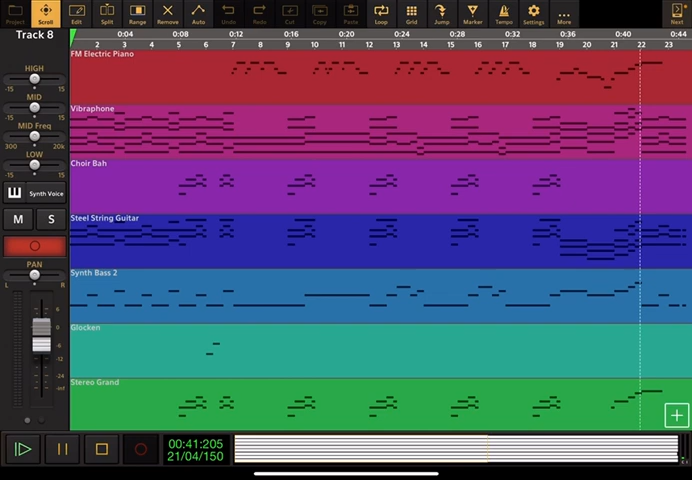 Project Scroll Edit Split Range Remove Auto Undo Redo Cut Copy Paste Loop Grid Jump Marker Tempo Settings More Next
Track 8
0:04 0:08 0:12 0:16 0:20 0:24 0:28 0:32 0:36 0:40 0:44
2 3 4 5 6 7 8 9 10 11 12 13 14 15 16 17 18 19 20 21 22 23
FM Electric Piano
HIGH
-15 15
MID
-15 15
Vibraphone
MID Freq
300 20k
LOW
-15 15
Choir Bah
Synth Voice
M S
Steel String Guitar
PAN
L R
Synth Bass 2
6
0
-6
-12
-24
-inf
Glocken
Stereo Grand
00:41:205
21/04/150